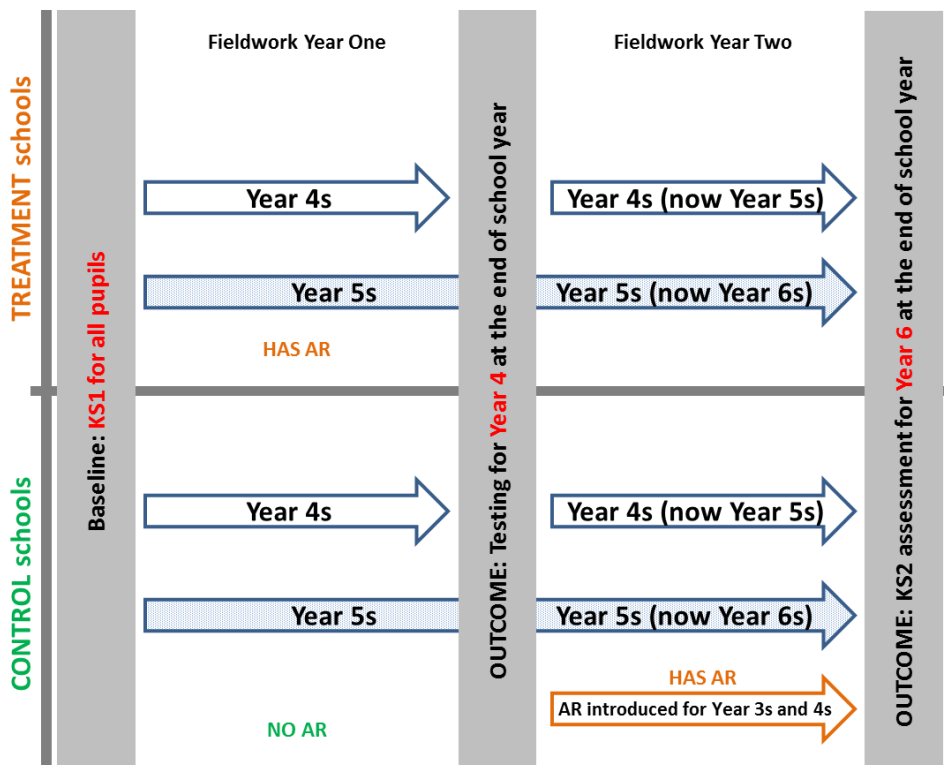 Fieldwork Year One
Fieldwork Year Two
TREATMENT schools
Baseline: KS1 for all pupils
Year 4s
Year 5s
HAS AR
OUTCOME: Testing for Year 4 at the end of school year
Year 4s (now Year 5s)
Year 5s (now Year 6s)
OUTCOME: KS2 assessment for Year 6 at the end of school year
CONTROL schools
Year 4s
Year 5s
NO AR
Year 4s (now Year 5s)
Year 5s (now Year 6s)
HAS AR
AR introduced for Year 3s and 4s